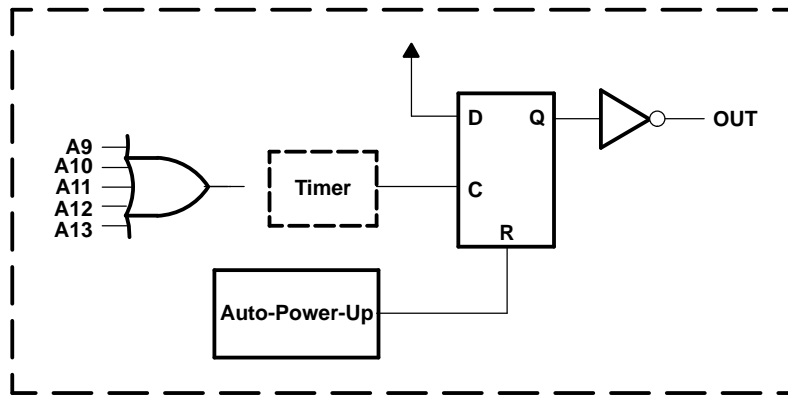 A9
A10
A11
A12
A13
Timer
D
Q
C
R
OUT
Auto-Power-Up